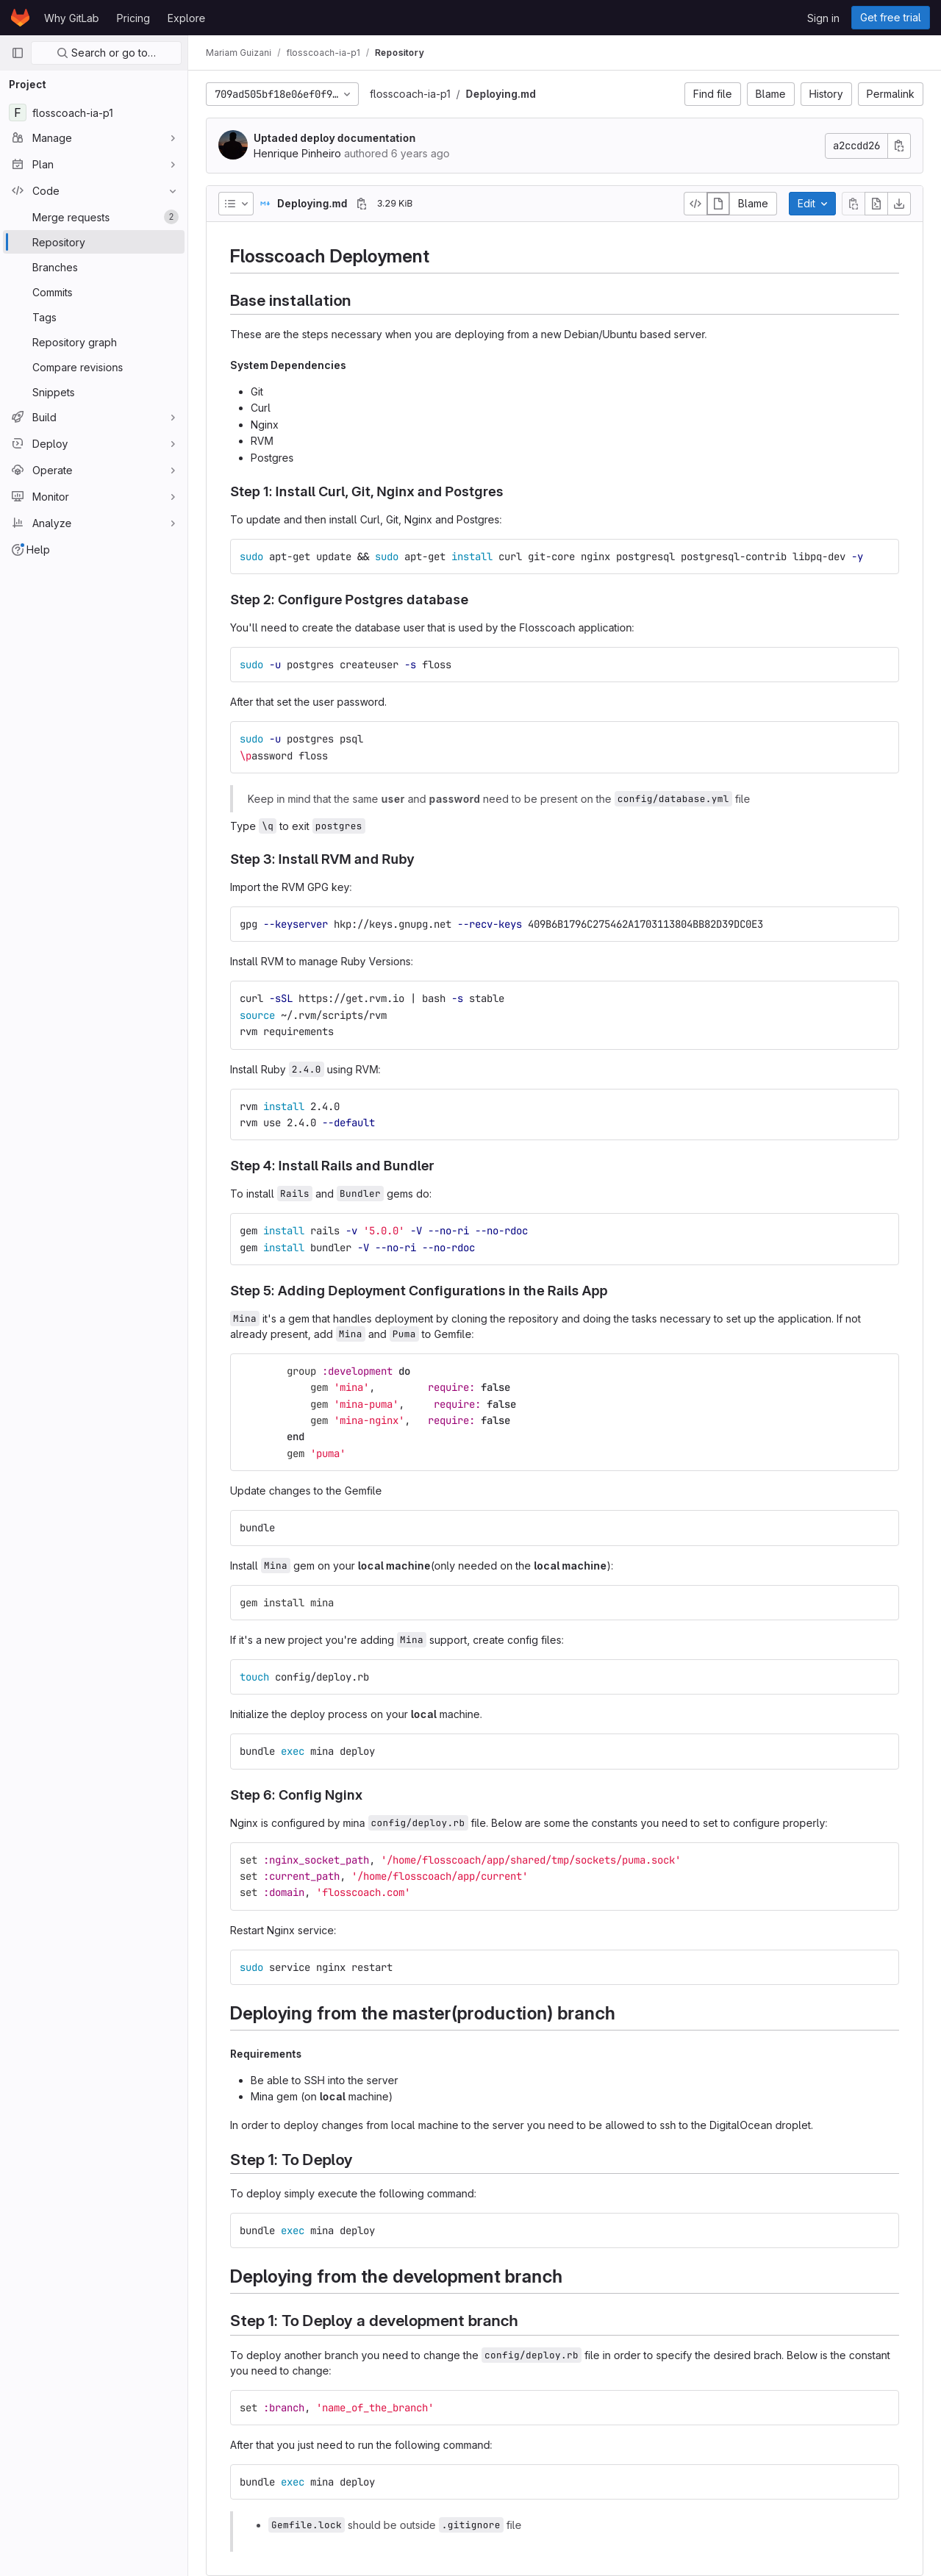 Why GitLab Pricing Explore Sign in Get free trial
Search or go to…
Mariam Guizani / flosscoach-ia-p1 / Repository
Project
F flosscoach-ia-p1
Manage
Plan
Code
Merge requests 2
Repository
Branches
Commits
Tags
Repository graph
Compare revisions
Snippets
Build
Deploy
Operate
Monitor
Analyze
Help
709ad505bf18e06ef0f9… flosscoach-ia-p1 / Deploying.md Find file Blame History Permalink
Uptaded deploy documentation
Henrique Pinheiro authored 6 years ago
a2ccdd26
Deploying.md 3.29 KiB Blame Edit
Flosscoach Deployment
Base installation
These are the steps necessary when you are deploying from a new Debian/Ubuntu based server.
System Dependencies
Git
Curl
Nginx
RVM
Postgres
Step 1: Install Curl, Git, Nginx and Postgres
To update and then install Curl, Git, Nginx and Postgres:
sudo apt-get update && sudo apt-get install curl git-core nginx postgresql postgresql-contrib libpq-dev -y
Step 2: Configure Postgres database
You'll need to create the database user that is used by the Flosscoach application:
sudo -u postgres createuser -s floss
After that set the user password.
sudo -u postgres psql
\password floss
Keep in mind that the same user and password need to be present on the config/database.yml file
Type \q to exit postgres
Step 3: Install RVM and Ruby
Import the RVM GPG key:
gpg --keyserver hkp://keys.gnupg.net --recv-keys 409B6B1796C275462A1703113804BB82D39DC0E3
Install RVM to manage Ruby Versions:
curl -sSL https://get.rvm.io | bash -s stable
source ~/.rvm/scripts/rvm
rvm requirements
Install Ruby 2.4.0 using RVM:
rvm install 2.4.0
rvm use 2.4.0 --default
Step 4: Install Rails and Bundler
To install Rails and Bundler gems do:
gem install rails -v '5.0.0' -V --no-ri --no-rdoc
gem install bundler -V --no-ri --no-rdoc
Step 5: Adding Deployment Configurations in the Rails App
Mina it's a gem that handles deployment by cloning the repository and doing the tasks necessary to set up the application. If not
already present, add Mina and Puma to Gemfile:
group :development do
gem 'mina', require: false
gem 'mina-puma', require: false
gem 'mina-nginx', require: false
end
gem 'puma'
Update changes to the Gemfile
bundle
Install Mina gem on your local machine(only needed on the local machine):
gem install mina
If it's a new project you're adding Mina support, create config files:
touch config/deploy.rb
Initialize the deploy process on your local machine.
bundle exec mina deploy
Step 6: Config Nginx
Nginx is configured by mina config/deploy.rb file. Below are some the constants you need to set to configure properly:
set :nginx_socket_path, '/home/flosscoach/app/shared/tmp/sockets/puma.sock'
set :current_path, '/home/flosscoach/app/current'
set :domain, 'flosscoach.com'
Restart Nginx service:
sudo service nginx restart
Deploying from the master(production) branch
Requirements
Be able to SSH into the server
Mina gem (on local machine)
In order to deploy changes from local machine to the server you need to be allowed to ssh to the DigitalOcean droplet.
Step 1: To Deploy
To deploy simply execute the following command:
bundle exec mina deploy
Deploying from the development branch
Step 1: To Deploy a development branch
To deploy another branch you need to change the config/deploy.rb file in order to specify the desired brach. Below is the constant
you need to change:
set :branch, 'name_of_the_branch'
After that you just need to run the following command:
bundle exec mina deploy
Gemfile.lock should be outside .gitignore file